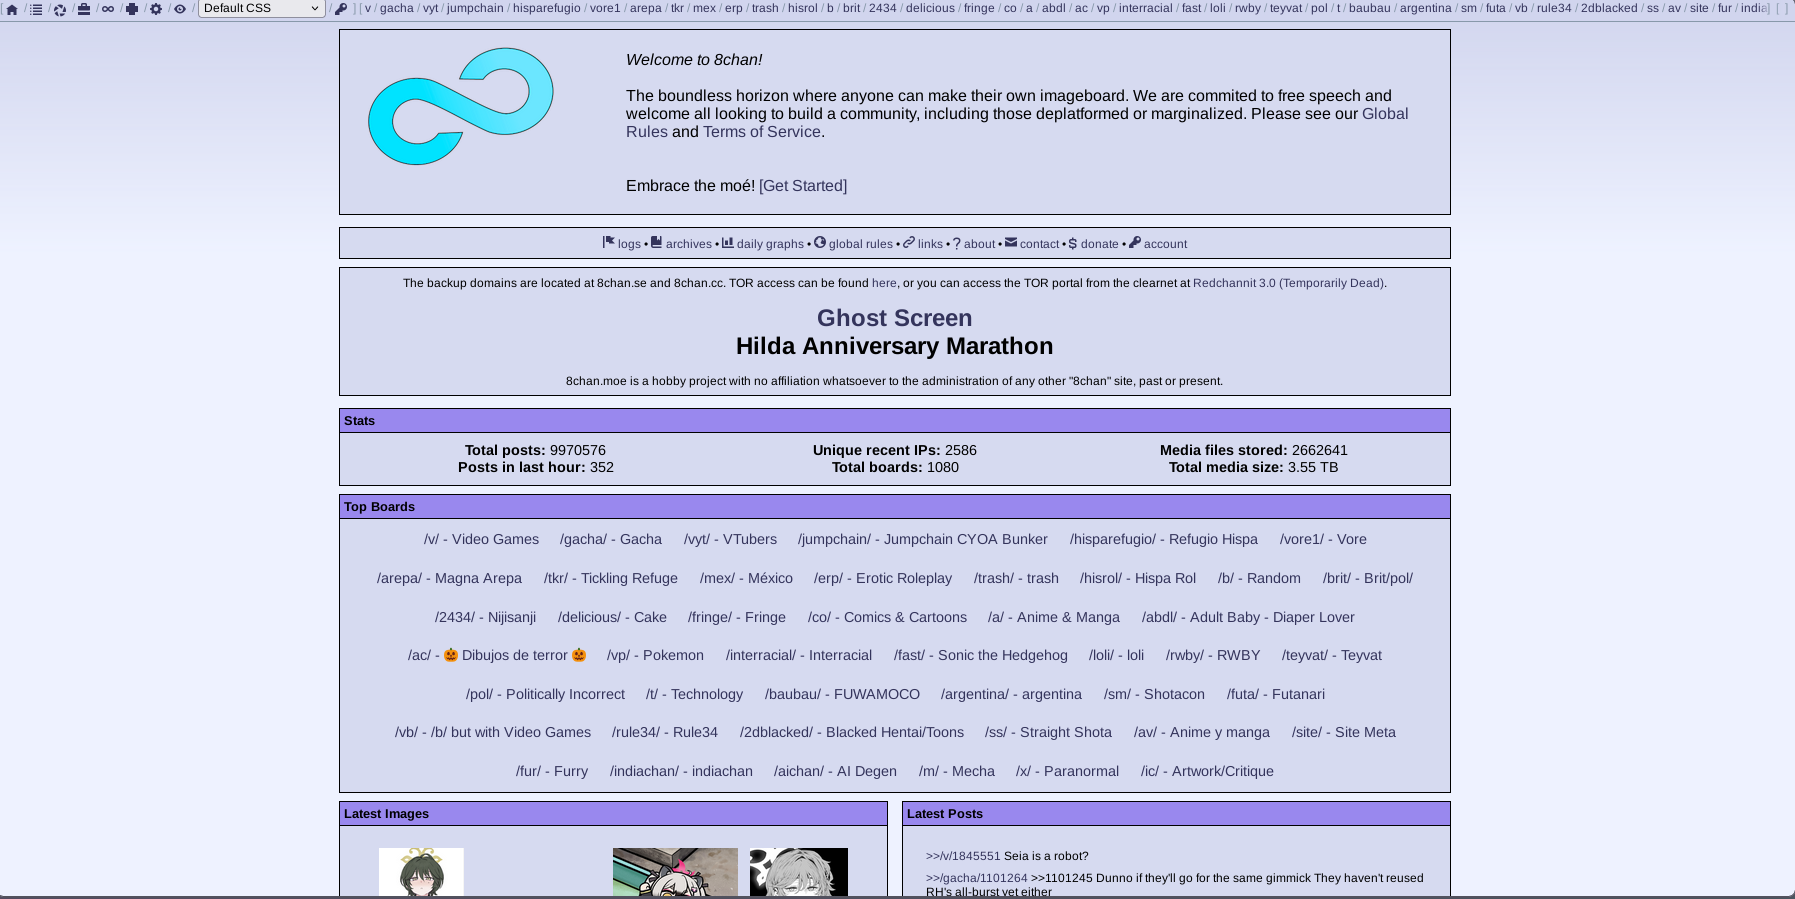 [ / / / / / / / / Default CSS / ] [ v / gacha / vyt / jumpchain / hisparefugio / vore1 / arepa / tkr / mex / erp / trash / hisrol / b / brit / 2434 / delicious / fringe / co / a / abdl / ac / vp / interracial / fast / loli / rwby / teyvat / pol / t / baubau / argentina / sm / futa / vb / rule34 / 2dblacked / ss / av / site / fur / india] [ ]
Welcome to 8chan!
The boundless horizon where anyone can make their own imageboard. We are commited to free speech and
welcome all looking to build a community, including those deplatformed or marginalized. Please see our Global
Rules and Terms of Service.
Embrace the moé! [Get Started]
logs • archives • daily graphs • global rules • links • ? about • contact • $ donate • account
The backup domains are located at 8chan.se and 8chan.cc. TOR access can be found here, or you can access the TOR portal from the clearnet at Redchannit 3.0 (Temporarily Dead).
Ghost Screen
Hilda Anniversary Marathon
8chan.moe is a hobby project with no affiliation whatsoever to the administration of any other "8chan" site, past or present.
Stats
Total posts: 9970576 Unique recent IPs: 2586 Media files stored: 2662641
Posts in last hour: 352 Total boards: 1080 Total media size: 3.55 TB
Top Boards
/v/ - Video Games /gacha/ - Gacha /vyt/ - VTubers /jumpchain/ - Jumpchain CYOA Bunker /hisparefugio/ - Refugio Hispa /vore1/ - Vore
/arepa/ - Magna Arepa /tkr/ - Tickling Refuge /mex/ - México /erp/ - Erotic Roleplay /trash/ - trash /hisrol/ - Hispa Rol /b/ - Random /brit/ - Brit/pol/
/2434/ - Nijisanji /delicious/ - Cake /fringe/ - Fringe /co/ - Comics & Cartoons /a/ - Anime & Manga /abdl/ - Adult Baby - Diaper Lover
/ac/ - 🎃 Dibujos de terror 🎃 /vp/ - Pokemon /interracial/ - Interracial /fast/ - Sonic the Hedgehog /loli/ - loli /rwby/ - RWBY /teyvat/ - Teyvat
/pol/ - Politically Incorrect /t/ - Technology /baubau/ - FUWAMOCO /argentina/ - argentina /sm/ - Shotacon /futa/ - Futanari
/vb/ - /b/ but with Video Games /rule34/ - Rule34 /2dblacked/ - Blacked Hentai/Toons /ss/ - Straight Shota /av/ - Anime y manga /site/ - Site Meta
/fur/ - Furry /indiachan/ - indiachan /aichan/ - AI Degen /m/ - Mecha /x/ - Paranormal /ic/ - Artwork/Critique
Latest Images
Latest Posts
>>/v/1845551 Seia is a robot?
>>/gacha/1101264 >>1101245 Dunno if they'll go for the same gimmick They haven't reused
RH's all-burst yet either